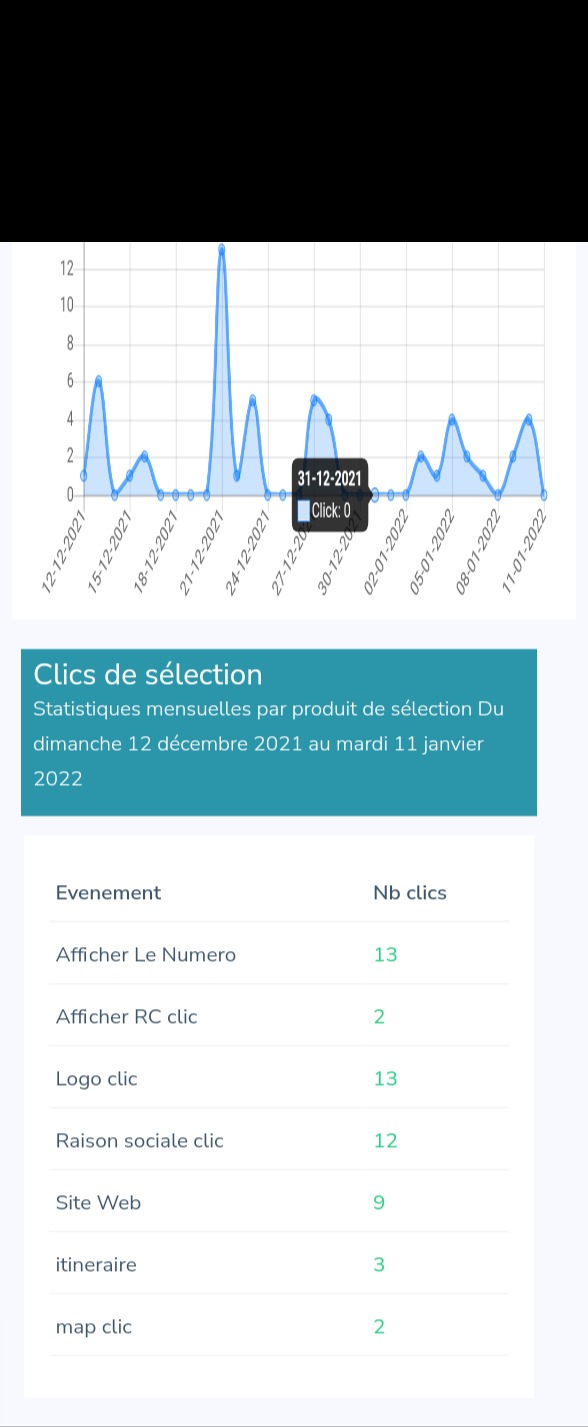 12
10
8
6
4
2
0
31-12-2021
Click: 0
12-12-2021
15-12-2021
18-12-2021
21-12-2021
24-12-2021
27-12-20
30-12-2021
02-01-2022
05-01-2022
08-01-2022
11-01-2022
Clics de sélection
Statistiques mensuelles par produit de sélection Du
dimanche 12 décembre 2021 au mardi 11 janvier
2022
Evenement Nb clics
Afficher Le Numero 13
Afficher RC clic 2
Logo clic 13
Raison sociale clic 12
Site Web 9
itineraire 3
map clic 2